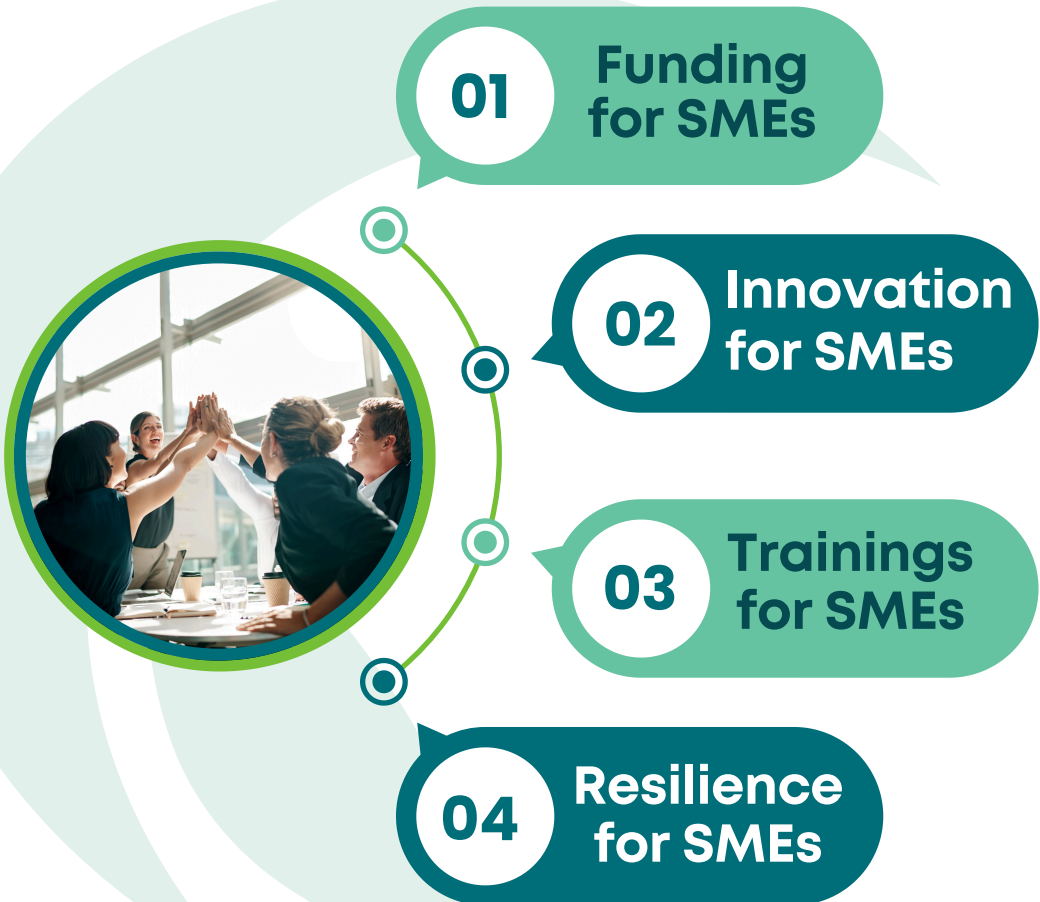 01
Funding
for SMEs
02
Innovation
for SMEs
03
Trainings
for SMEs
04
Resilience
for SMEs